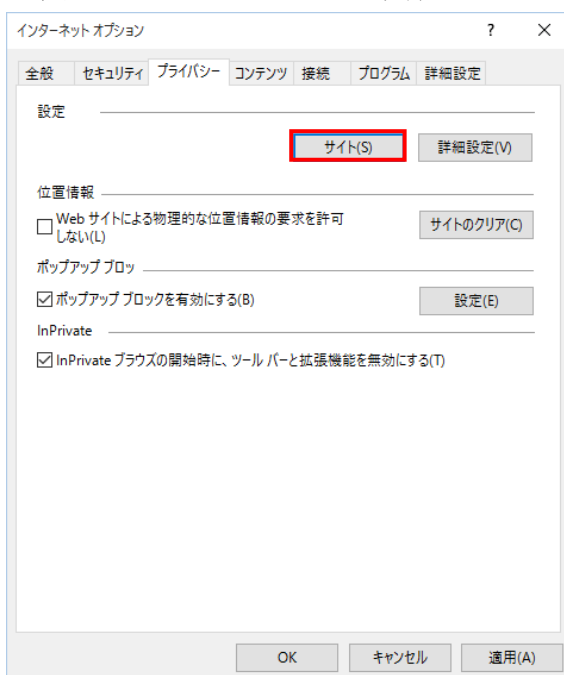 インターネット オプション
?
×
全般 セキュリティ プライバシー コンテンツ 接続 プログラム 詳細設定
設定
サイト(S) 詳細設定(V)
位置情報
Web サイトによる物理的な位置情報の要求を許可
しない(L)
サイトのクリア(C)
ポップアップ ブロッ
ポップアップ ブロックを有効にする(B)
設定(E)
InPrivate
InPrivate ブラウズの開始時に、ツール バーと拡張機能を無効にする(T)
OK キャンセル 適用(A)